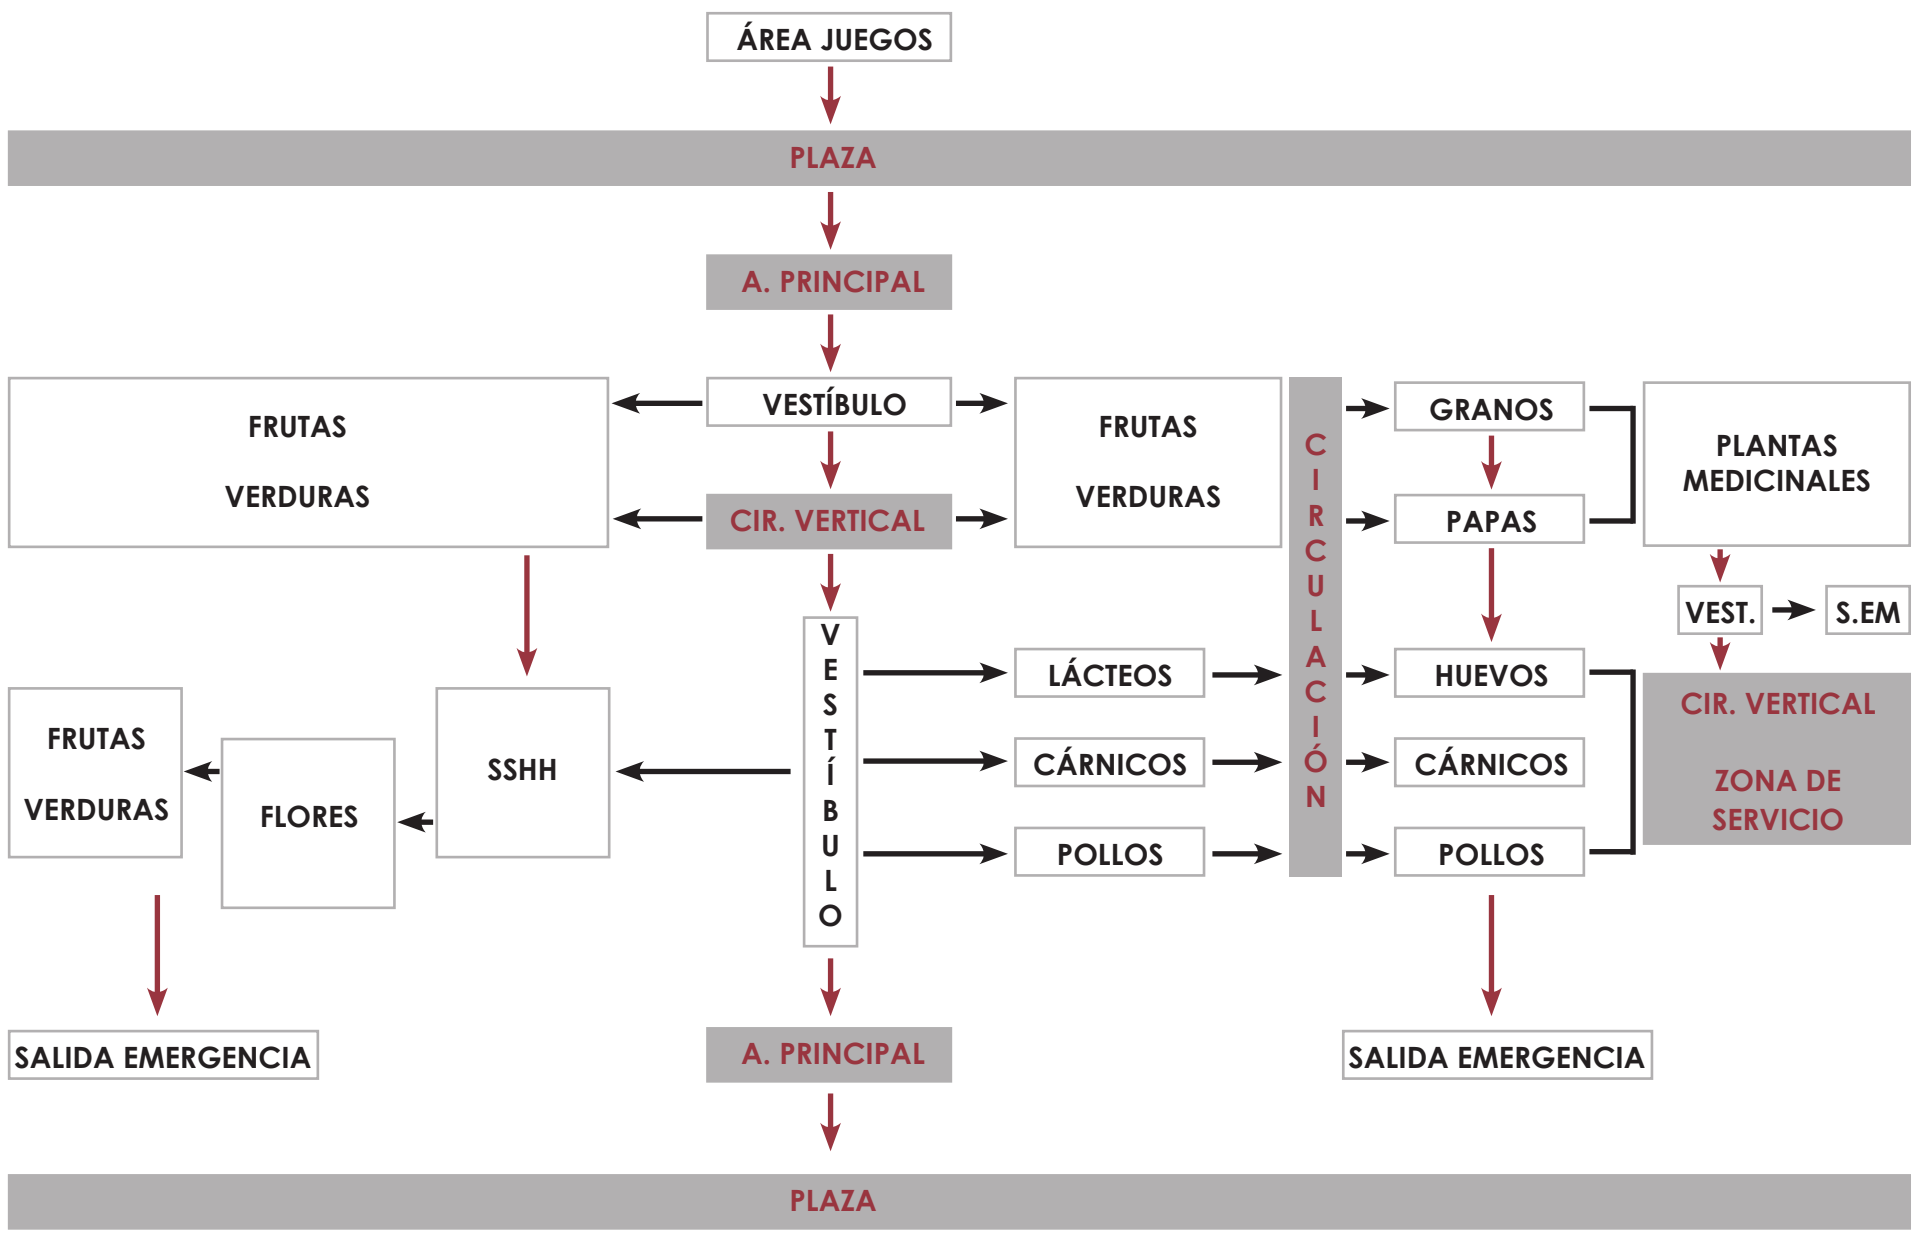 ÁREA JUEGOS
PLAZA
A. PRINCIPAL
FRUTAS
VERDURAS
VESTÍBULO
CIR. VERTICAL
FRUTAS
VERDURAS
CIRCULACIÓN
GRANOS
PAPAS
PLANTAS
MEDICINALES
VEST.
S.EM
VESTÍBULO
LÁCTEOS
HUEVOS
CÁRNICOS
CÁRNICOS
POLLOS
POLLOS
CIR. VERTICAL
ZONA DE
SERVICIO
FRUTAS
VERDURAS
FLORES
SSHH
SALIDA EMERGENCIA
A. PRINCIPAL
SALIDA EMERGENCIA
PLAZA